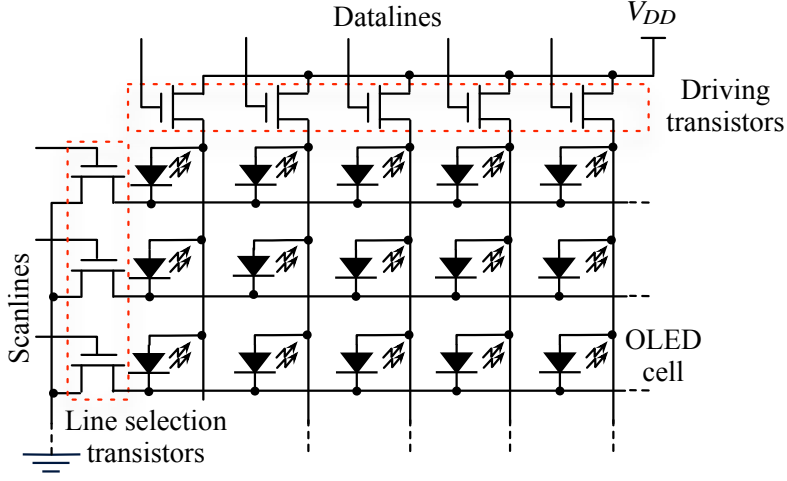 Datalines
V_DD
Driving
transistors
Scanlines
OLED
cell
Line selection
transistors